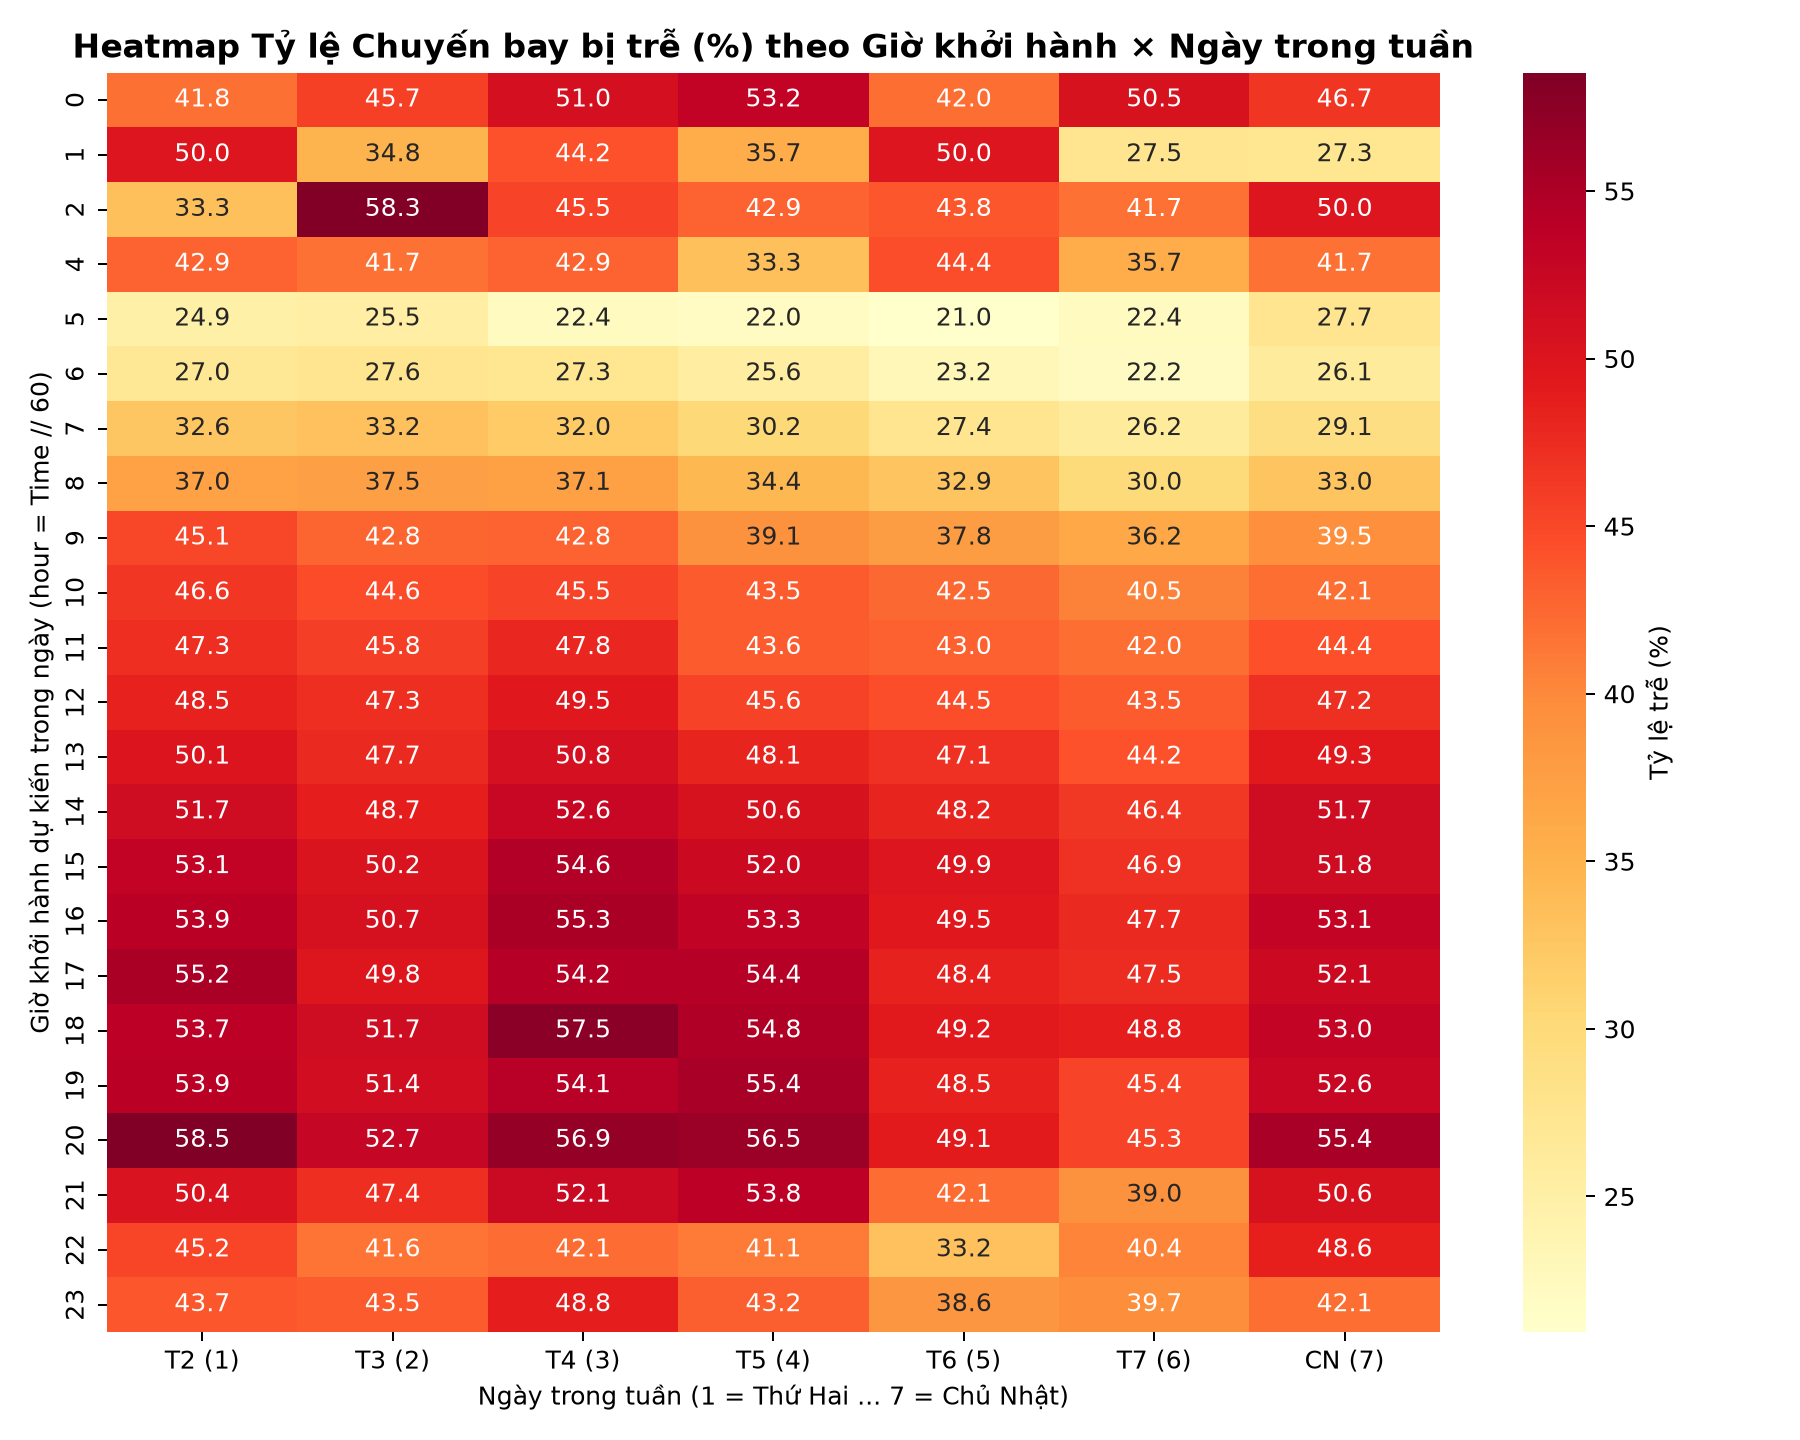 Heatmap Tỷ lệ Chuyến bay bị trễ (%) theo Giờ khởi hành × Ngày trong tuần
Giờ khởi hành dự kiến trong ngày (hour = Time // 60)
0 41.8 45.7 51.0 53.2 42.0 50.5 46.7
1 50.0 34.8 44.2 35.7 50.0 27.5 27.3
2 33.3 58.3 45.5 42.9 43.8 41.7 50.0
4 42.9 41.7 42.9 33.3 44.4 35.7 41.7
5 24.9 25.5 22.4 22.0 21.0 22.4 27.7
6 27.0 27.6 27.3 25.6 23.2 22.2 26.1
7 32.6 33.2 32.0 30.2 27.4 26.2 29.1
8 37.0 37.5 37.1 34.4 32.9 30.0 33.0
9 45.1 42.8 42.8 39.1 37.8 36.2 39.5
10 46.6 44.6 45.5 43.5 42.5 40.5 42.1
11 47.3 45.8 47.8 43.6 43.0 42.0 44.4
12 48.5 47.3 49.5 45.6 44.5 43.5 47.2
13 50.1 47.7 50.8 48.1 47.1 44.2 49.3
14 51.7 48.7 52.6 50.6 48.2 46.4 51.7
15 53.1 50.2 54.6 52.0 49.9 46.9 51.8
16 53.9 50.7 55.3 53.3 49.5 47.7 53.1
17 55.2 49.8 54.2 54.4 48.4 47.5 52.1
18 53.7 51.7 57.5 54.8 49.2 48.8 53.0
19 53.9 51.4 54.1 55.4 48.5 45.4 52.6
20 58.5 52.7 56.9 56.5 49.1 45.3 55.4
21 50.4 47.4 52.1 53.8 42.1 39.0 50.6
22 45.2 41.6 42.1 41.1 33.2 40.4 48.6
23 43.7 43.5 48.8 43.2 38.6 39.7 42.1
T2 (1) T3 (2) T4 (3) T5 (4) T6 (5) T7 (6) CN (7)
Ngày trong tuần (1 = Thứ Hai ... 7 = Chủ Nhật)
55
50
45
40
35
30
25
Tỷ lệ trễ (%)